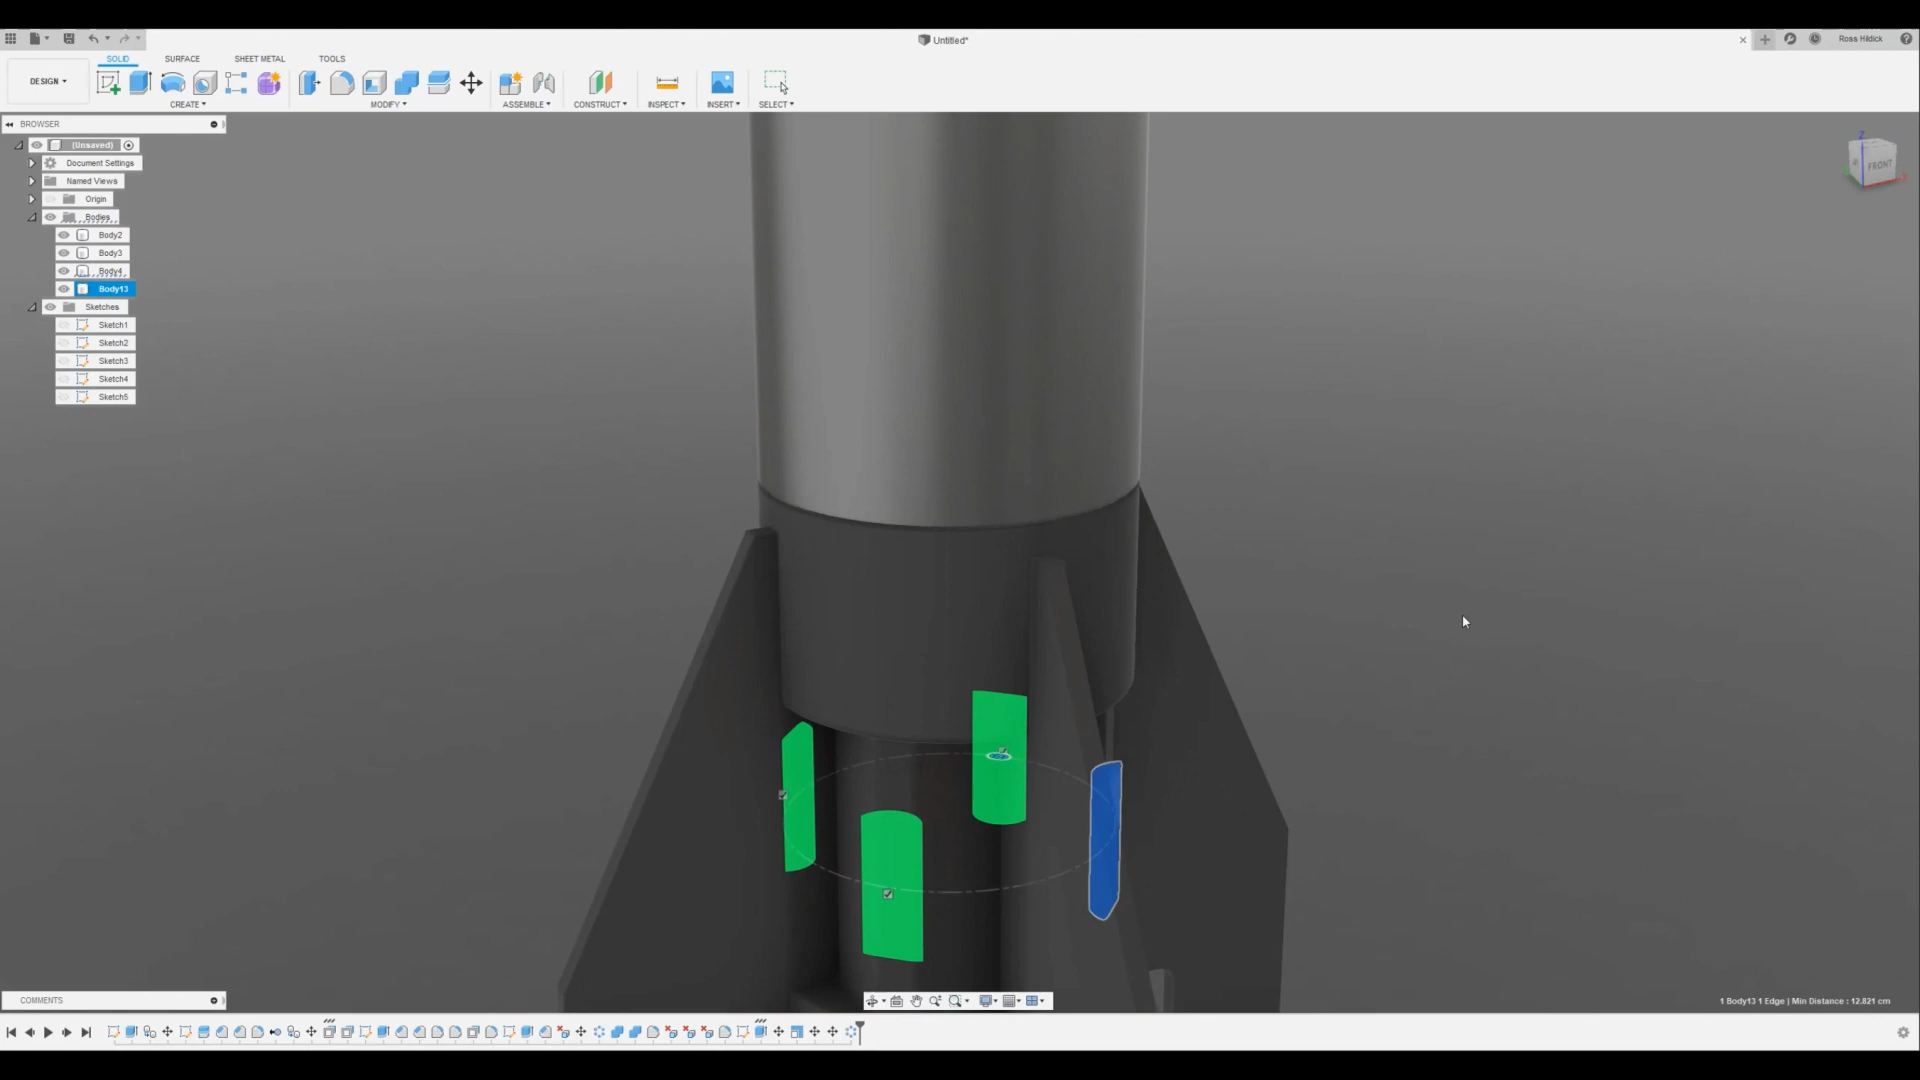 Untitled*
Ross Hildick
SOLID
SURFACE
SHEET METAL
TOOLS
DESIGN
CREATE
MODIFY
ASSEMBLE
CONSTRUCT
INSPECT
INSERT
SELECT
BROWSER
(Unsaved)
Document Settings
Named Views
Origin
Bodies
Body2
Body3
Body4
Body13
Sketches
Sketch1
Sketch2
Sketch3
Sketch4
Sketch5
Z
FRONT
COMMENTS
1 Body13 1 Edge | Min Distance : 12.821 cm